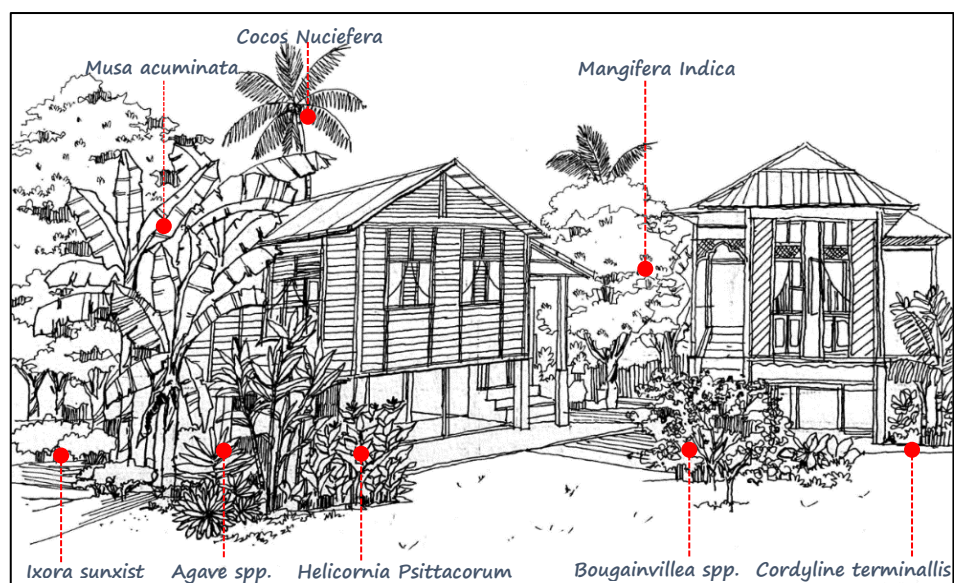 Cocos Nuciefera
Musa acuminata
Mangifera Indica
Ixora sunxist
Agave spp.
Helicornia Psittacorum
Bougainvillea spp.
Cordyline terminallis